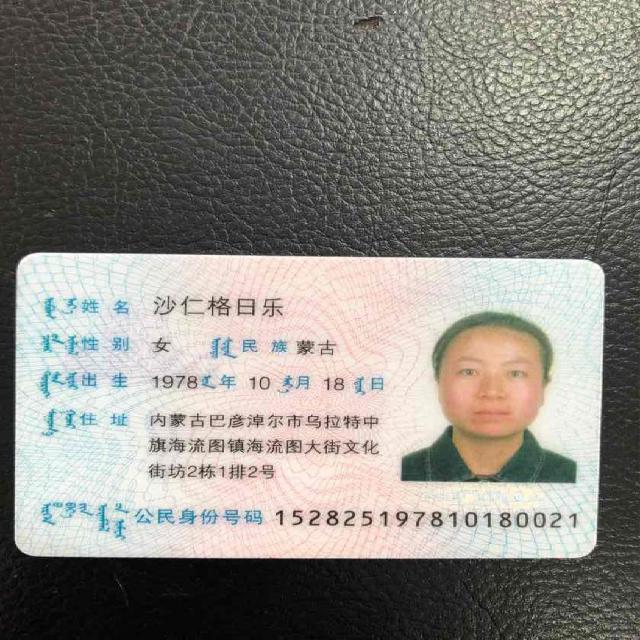 姓名 沙仁格日乐
性别 女 民族 蒙古
出生 1978 年 10 月 18 日
住址 内蒙古巴彦淖尔市乌拉特中
旗海流图镇海流图大街文化
街坊2栋1排2号
公民身份号码 152825197810180021